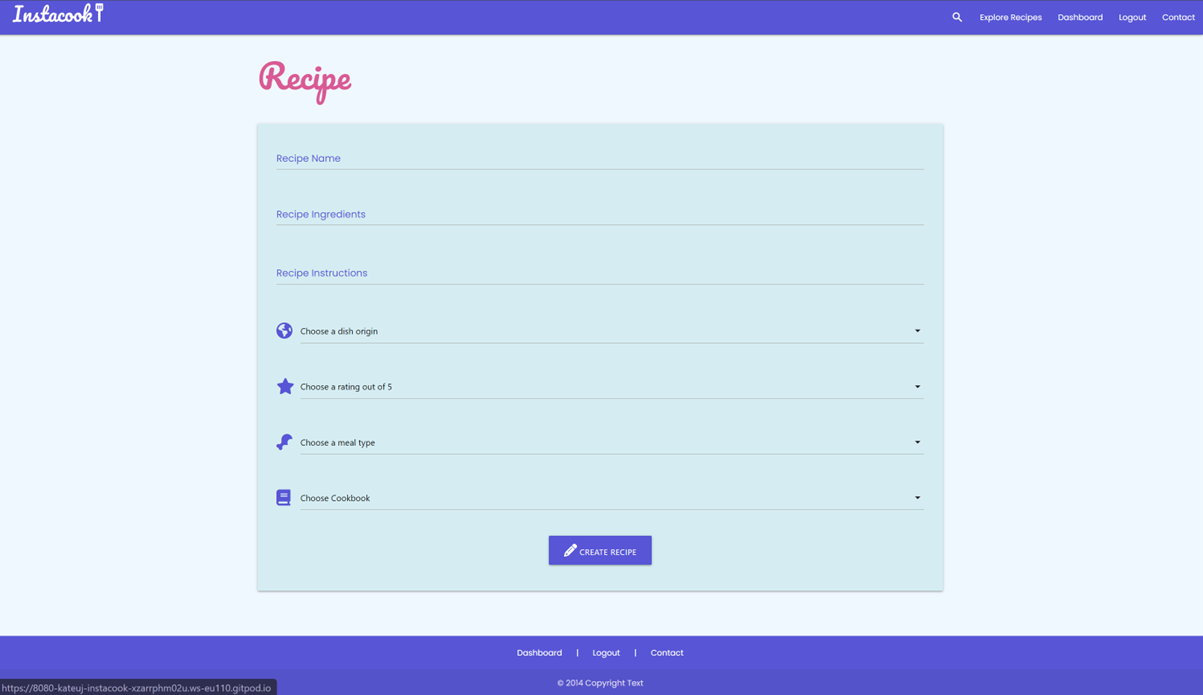 Instacook
Explore Recipes Dashboard Logout Contact
Recipe
Recipe Name
Recipe Ingredients
Recipe Instructions
Choose a dish origin
Choose a rating out of 5
Choose a meal type
Choose Cookbook
CREATE RECIPE
Dashboard | Logout | Contact
© 2014 Copyright Text
https://8080-kateuj-instacook-xzarrphm02u.ws-eu110.gitpod.io